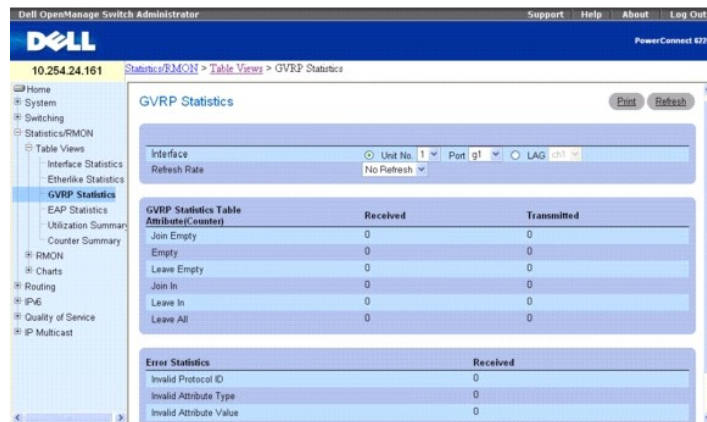 Dell OpenManage Switch Administrator Support Help About Log Out
DELL
PowerConnect 622
10.254.24.161 Statistics/RMON > Table Views > GVRP Statistics
Home
System
Switching
Statistics/RMON
Table Views
Interface Statistics
Etherlike Statistics
GVRP Statistics
EAP Statistics
Utilization Summary
Counter Summary
RMON
Charts
Routing
IPv6
Quality of Service
IP Multicast
GVRP Statistics Print Refresh
Interface Unit No. 1 Port g1 LAG ch1
Refresh Rate No Refresh
GVRP Statistics Table
Attribute(Counter) Received Transmitted
Join Empty 0 0
Empty 0 0
Leave Empty 0 0
Join In 0 0
Leave In 0 0
Leave All 0 0
Error Statistics Received
Invalid Protocol ID 0
Invalid Attribute Type 0
Invalid Attribute Value 0